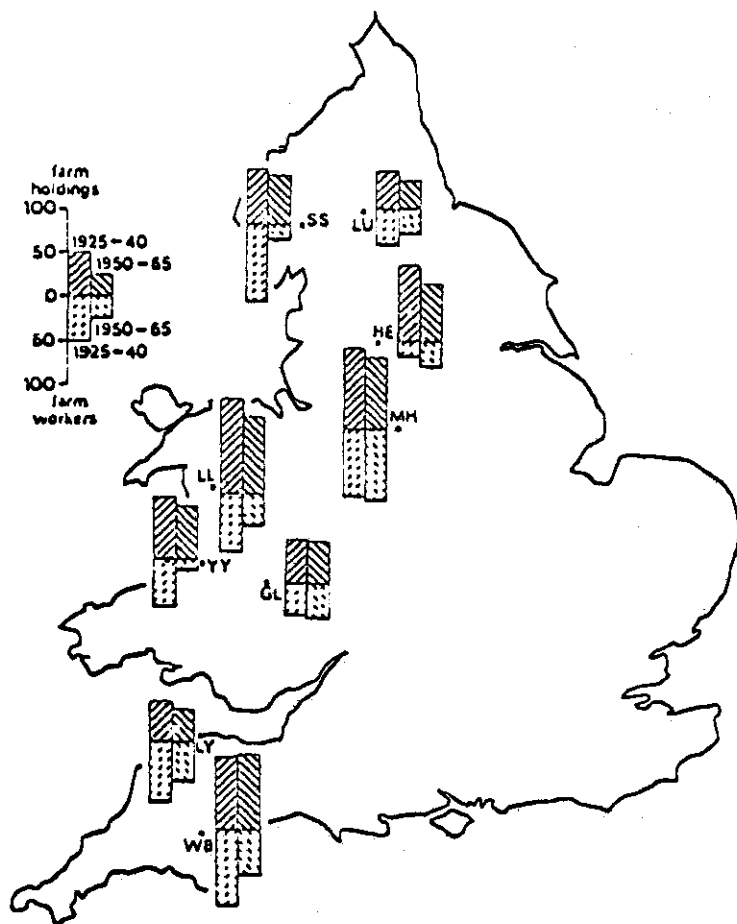 farm
holdings
100
50
0
50
100
1925-40
1950-65
1950-65
1925-40
farm
workers
SS
LU
HE
MH
LL
YY
GL
LY
WB